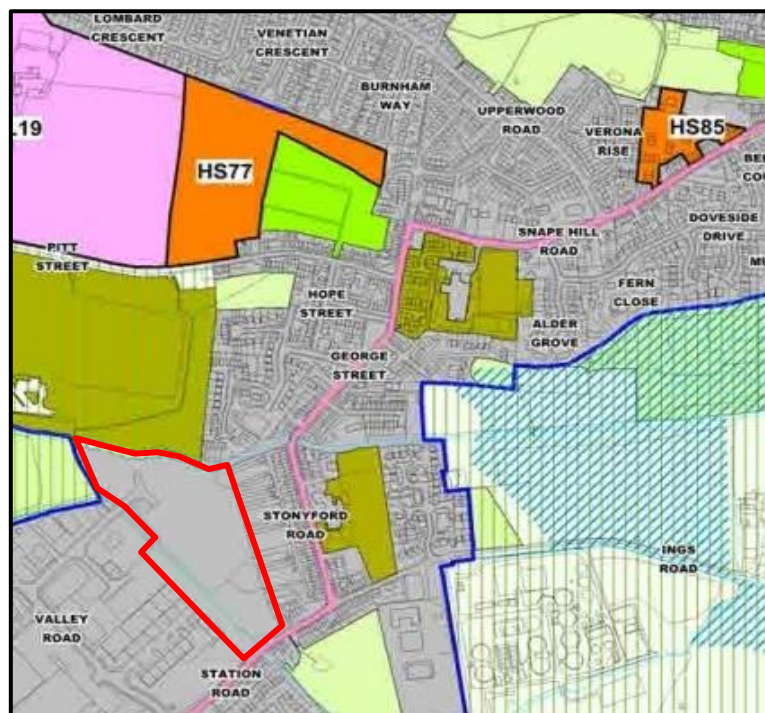 LOMBARD
CRESCENT
VENETIAN
CRESCENT
BURNHAM
WAY
UPPERWOOD
ROAD
VERONA
RISE
HS85
.19
HS77
SNAPE HILL
ROAD
DOVESIDE
DRIVE
PITT
STREET
HOPE
STREET
FERN
CLOSE
ALDER
GROVE
GEORGE
STREET
STONYFORD
ROAD
INGS
ROAD
VALLEY
ROAD
STATION
ROAD